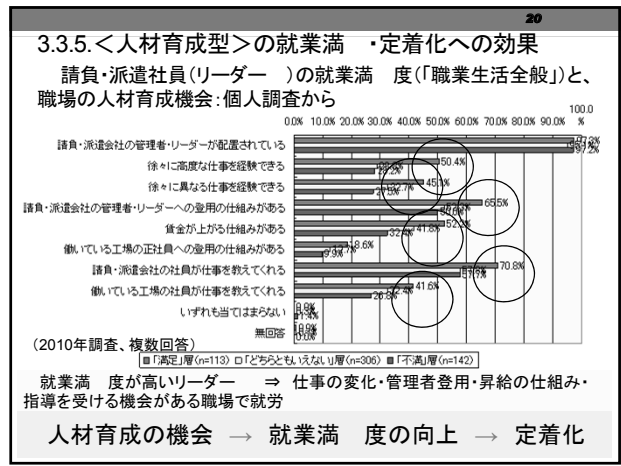 20
3.3.5.<人材育成型>の就業満 ・定着化への効果
請負・派遣社員(リーダー )の就業満 度(「職業生活全般」)と、
職場の人材育成機会:個人調査から
0.0% 10.0% 20.0% 30.0% 40.0% 50.0% 60.0% 70.0% 80.0% 90.0% 100.0%
請負・派遣会社の管理者・リーダーが配置されている 97.2%
徐々に高度な仕事を経験できる 50.4% 28.2%
徐々に異なる仕事を経験できる 45.1% 32.7%
請負・派遣会社の管理者・リーダーへの登用の仕組みがある 65.5%
賃金が上がる仕組みがある 41.8%
働いている工場の正社員への登用の仕組みがある 9.9%
請負・派遣会社の社員が仕事を教えてくれる 70.8% 57.7%
働いている工場の社員が仕事を教えてくれる 41.6% 26.8%
いずれも当てはまらない 1.4%
無回答 0.0%
(2010年調査、複数回答)
「満足」層(n=113) 「どちらともいえない」層(n=306) 「不満」層(n=142)
就業満 度が高いリーダー ⇒ 仕事の変化・管理者登用・昇給の仕組み・
指導を受ける機会がある職場で就労
人材育成の機会 → 就業満 度の向上 → 定着化